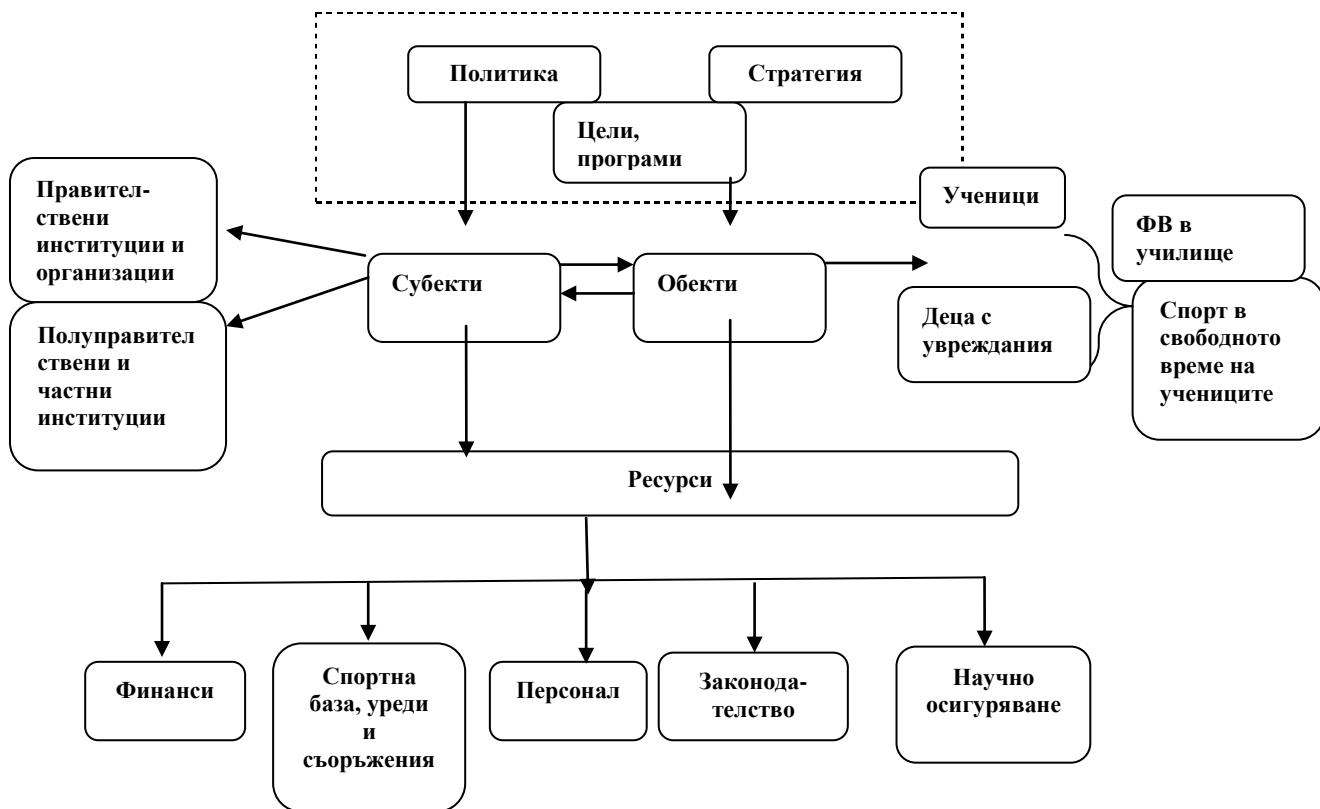 Политика
Стратегия
Цели,
програми
Ученици
Правител-
ствени
институции и
организации
ФВ в
училище
Субекти
Обекти
Полуправител
ствени и
частни
институции
Деца с
увреждания
Спорт в
свободното
време на
учениците
Ресурси
Финанси
Спортна
база, уреди
и
съоръжения
Персонал
Законода-
телство
Научно
осигуряване